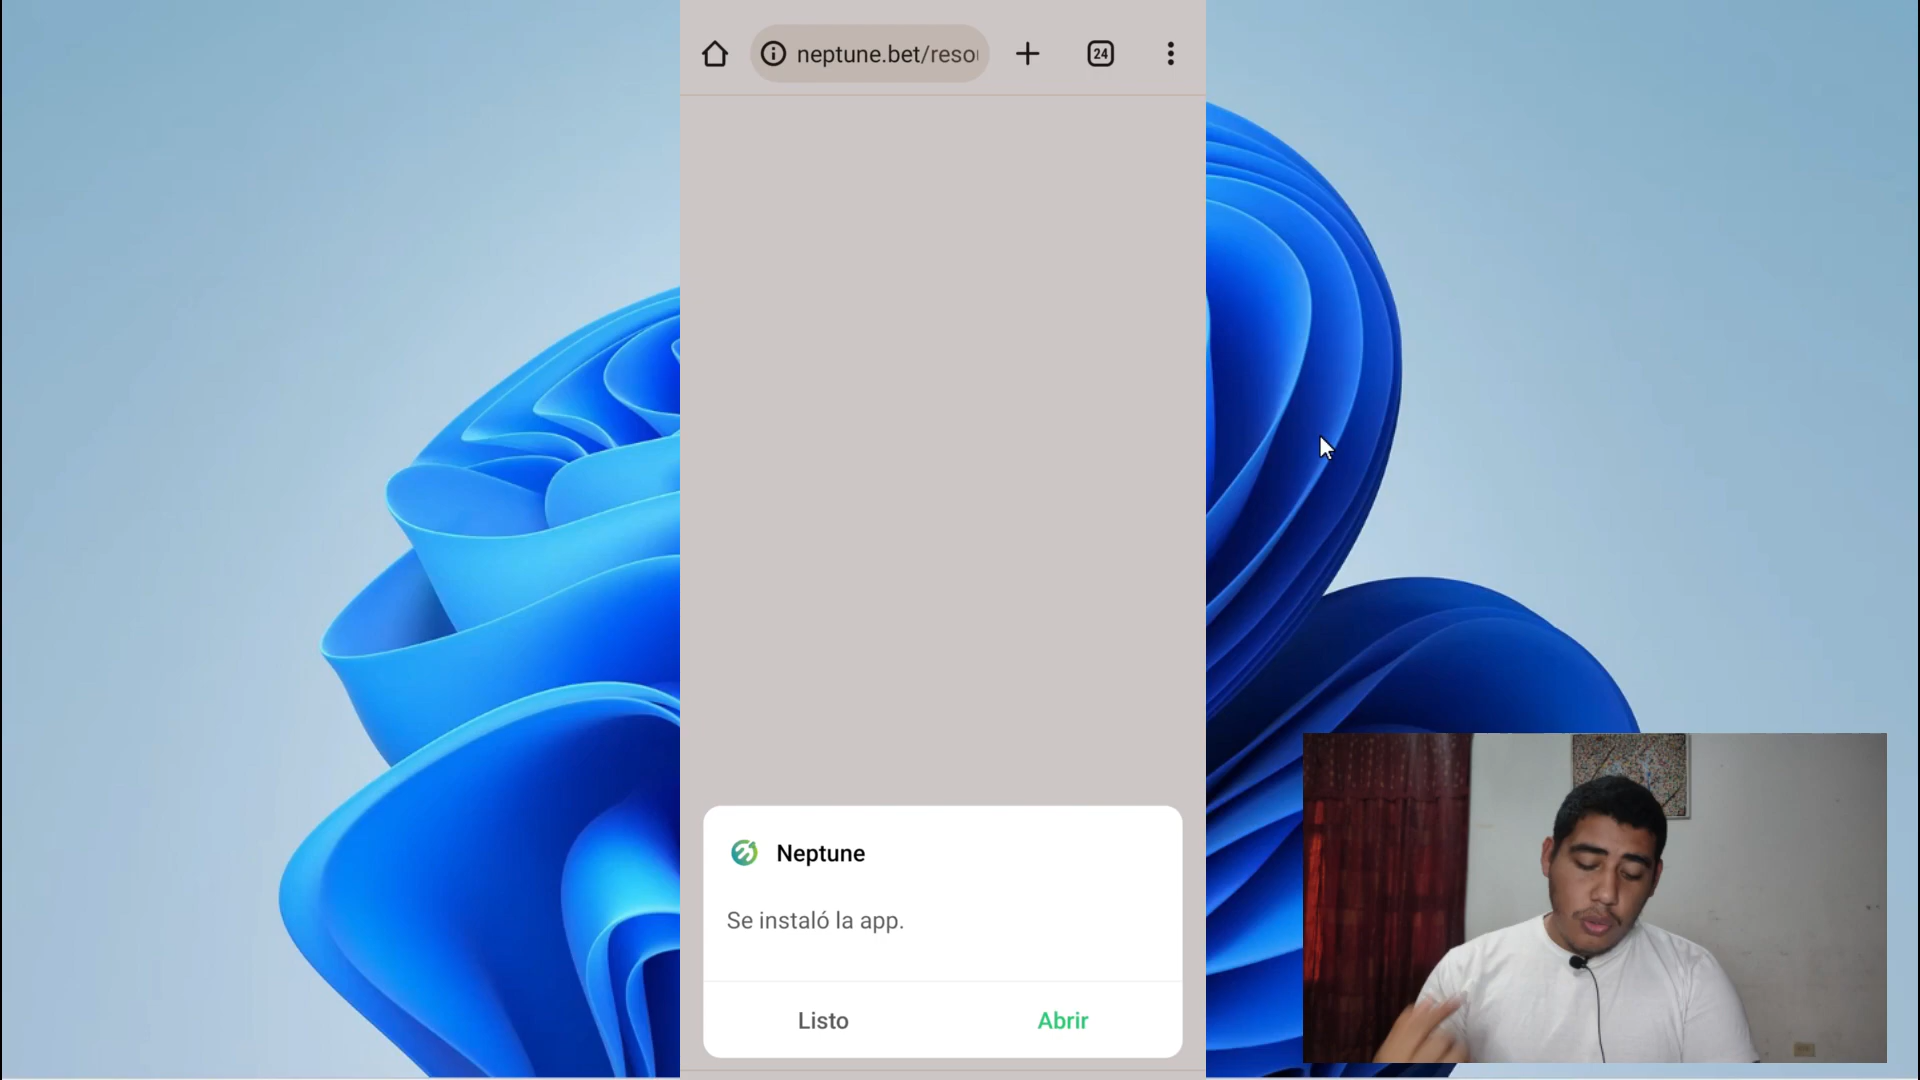 neptune.bet/reso
24
Neptune
Se instaló la app.
Listo
Abrir